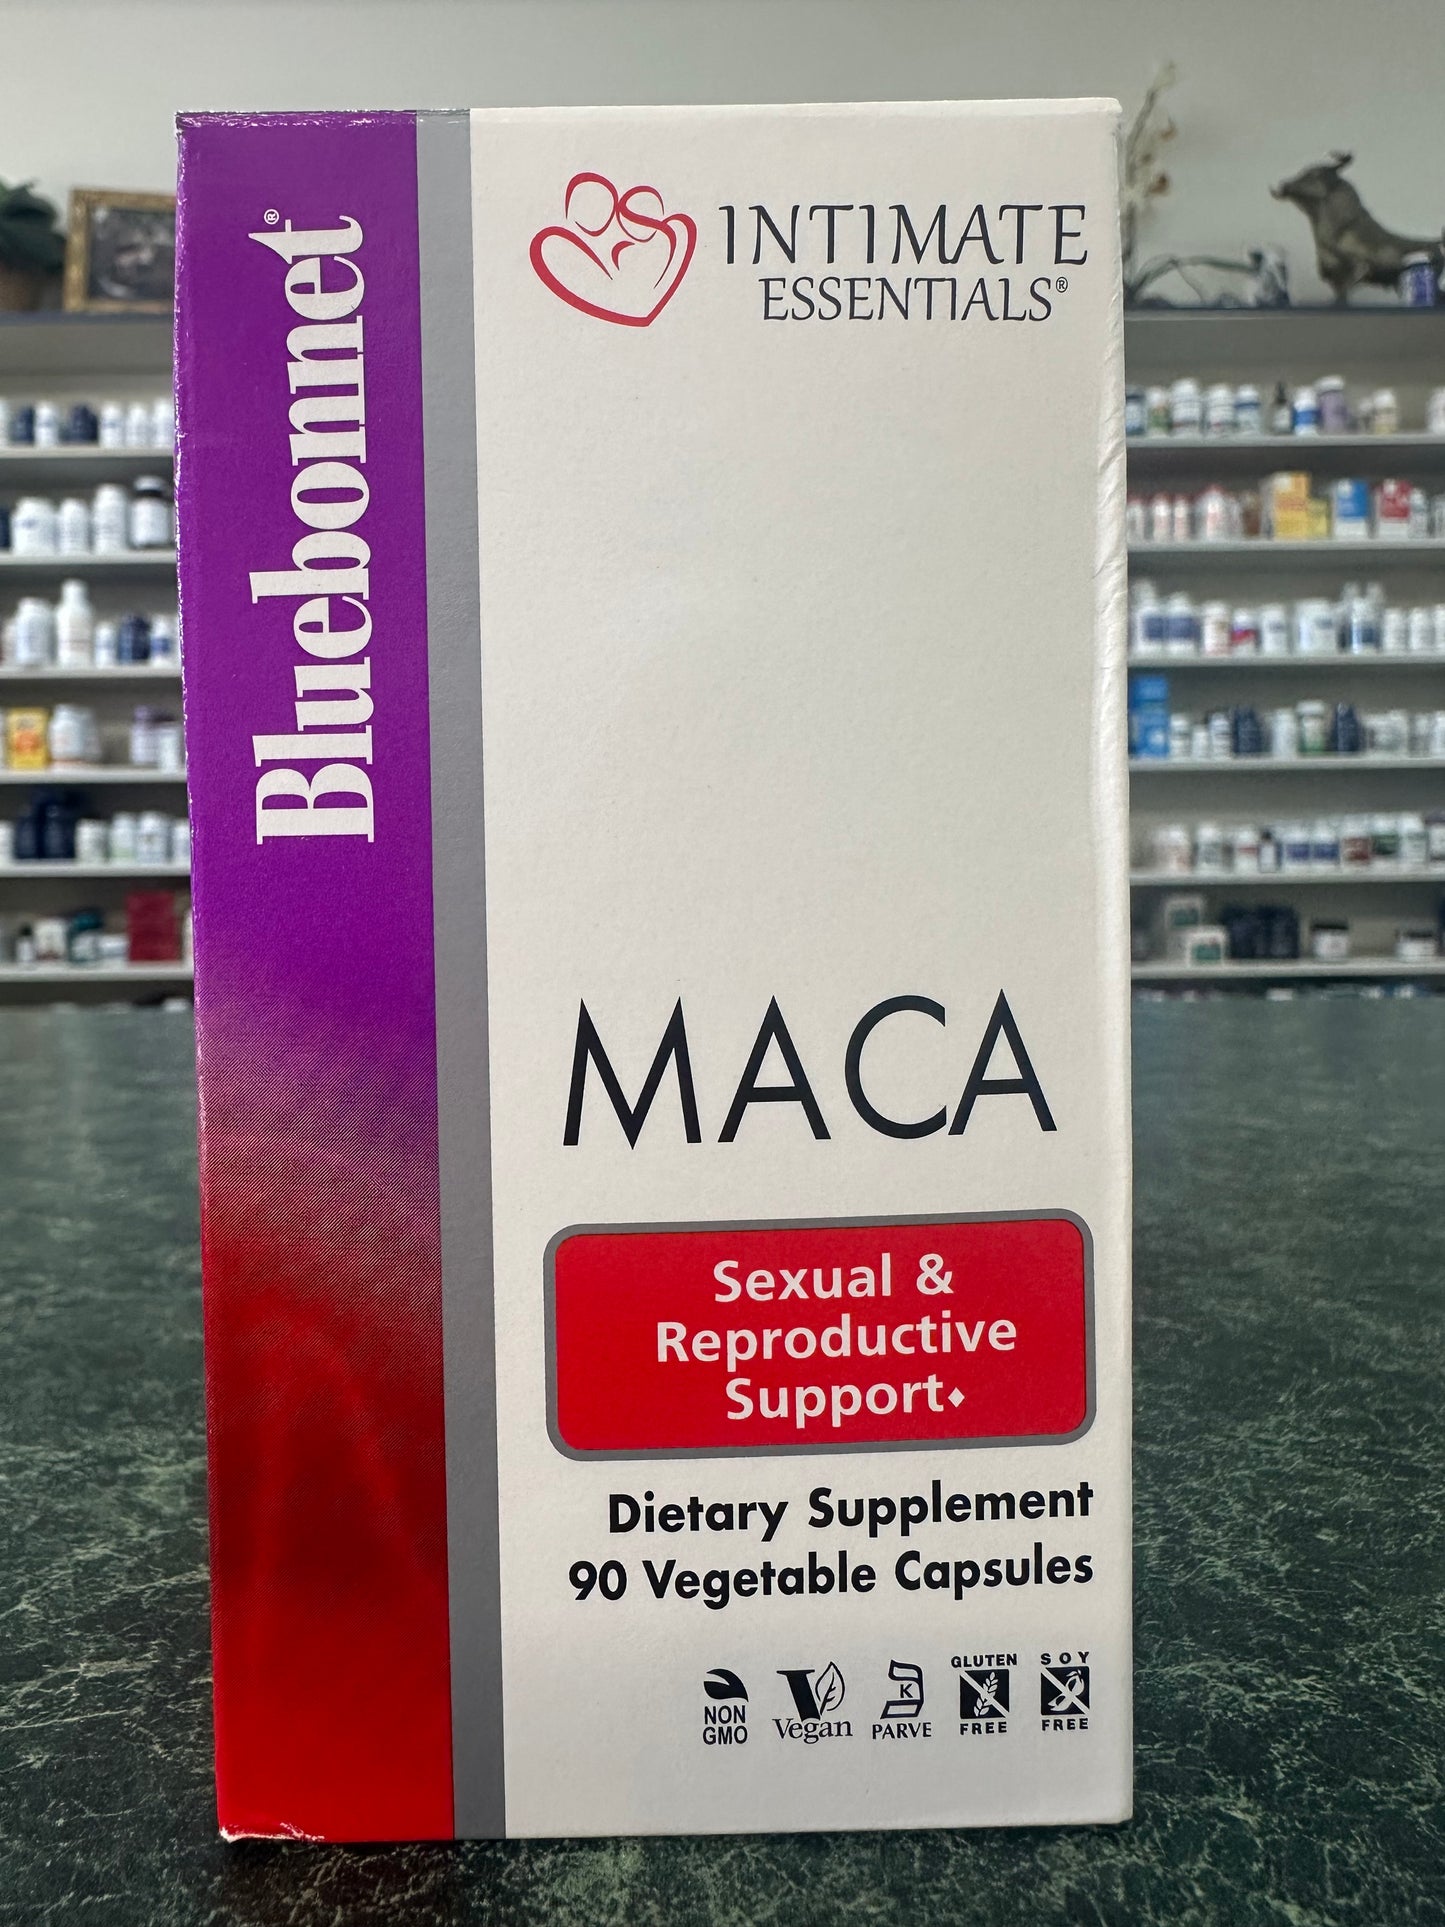 Bluebonnet®
INTIMATE
ESSENTIALS®
MACA
Sexual &
Reproductive
Support♦
Dietary Supplement
90 Vegetable Capsules
NON
GMO
V
Vegan
K
PARVE
GLUTEN
FREE
SOY
FREE